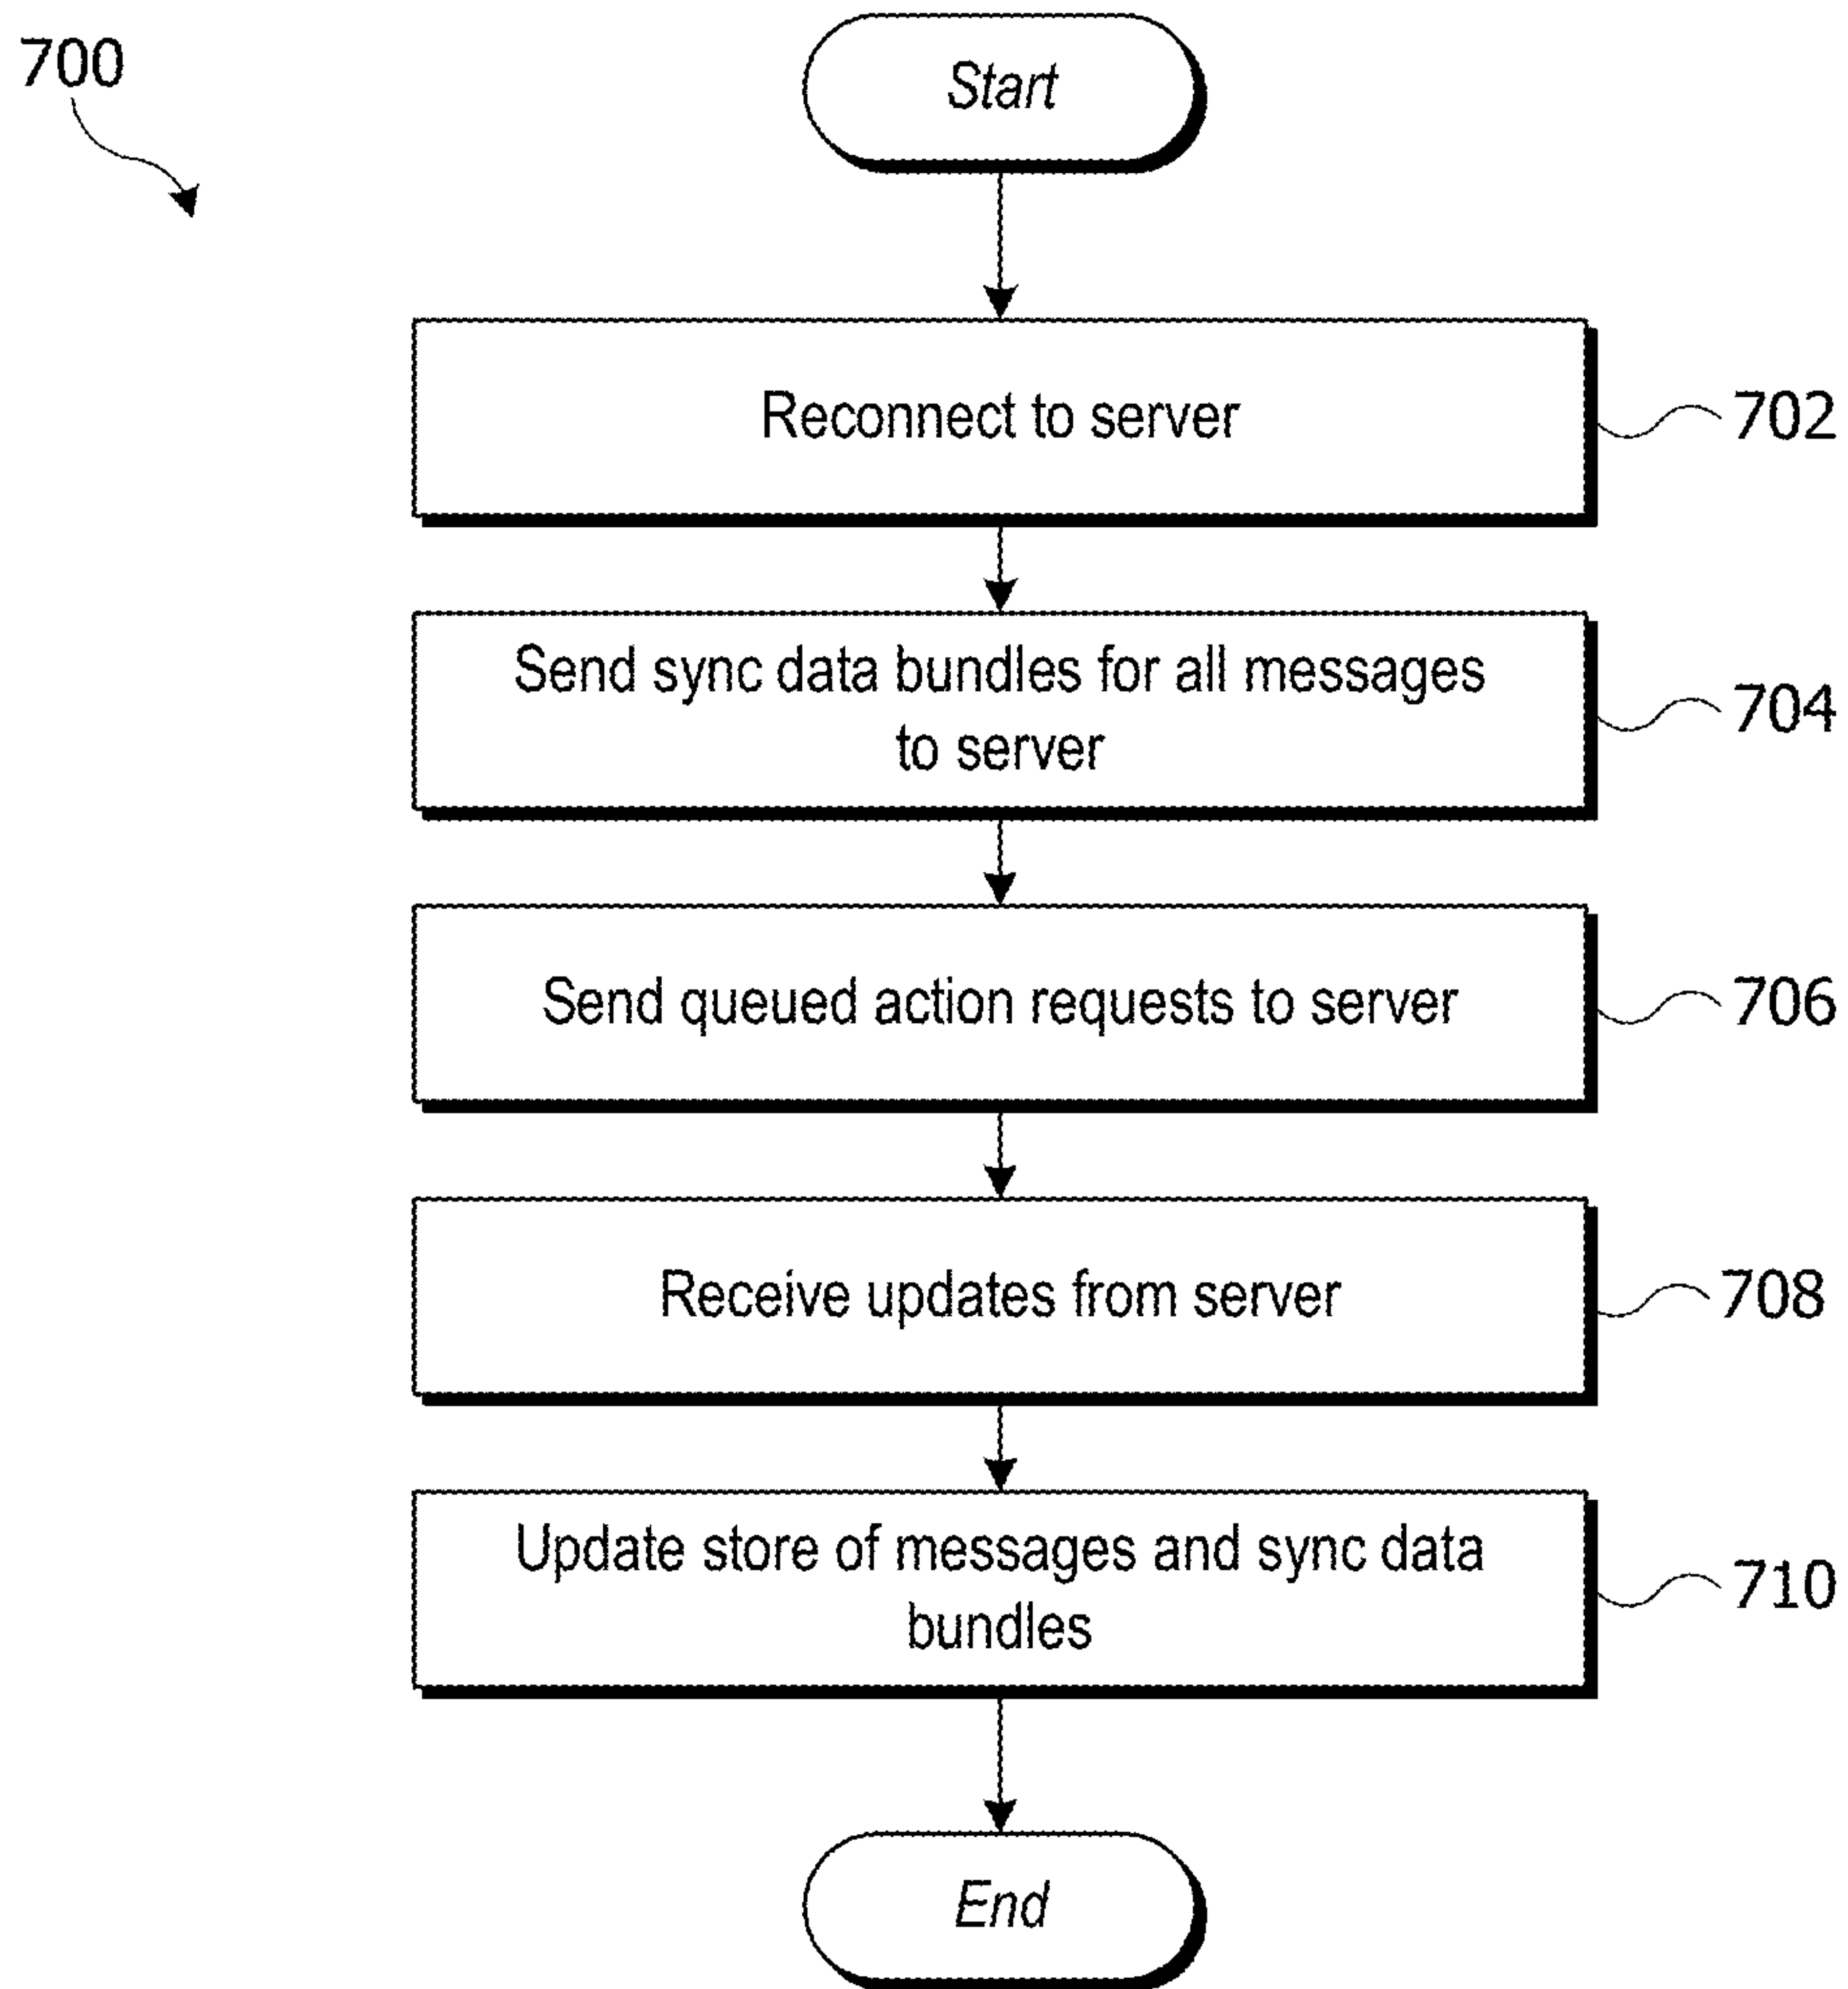 700
Start
Reconnect to server
702
Send sync data bundles for all messages
to server
704
Send queued action requests to server
706
Receive updates from server
708
Update store of messages and sync data
bundles
710
End